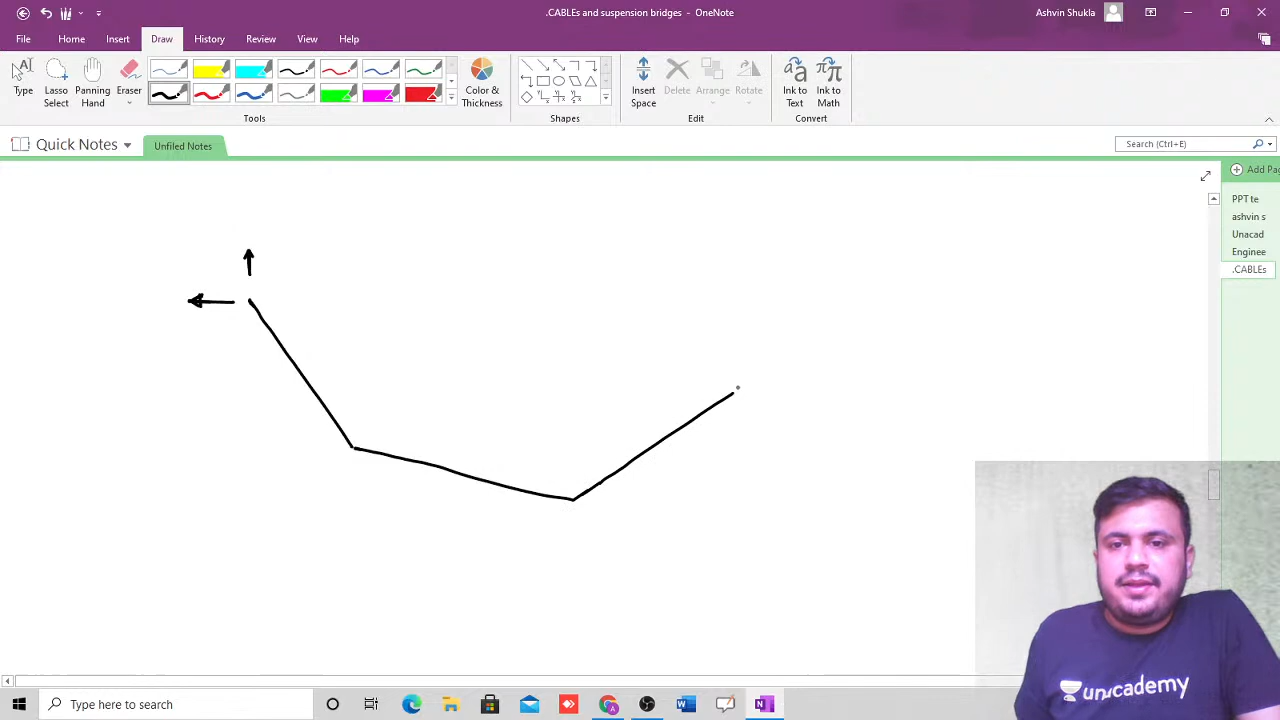 .CABLEs and suspension bridges - OneNote
Ashvin Shukla
File Home Insert Draw History Review View Help
Type
Lasso Select
Panning Hand
Eraser
Tools
Color & Thickness
Shapes
Insert Space
Delete
Arrange
Rotate
Edit
Ink to Text
Ink to Math
Convert
Quick Notes
Unfiled Notes
Search (Ctrl+E)
Add Pag
PPT te
ashvin s
Unacad
Enginee
.CABLEs
unacademy
Type here to search